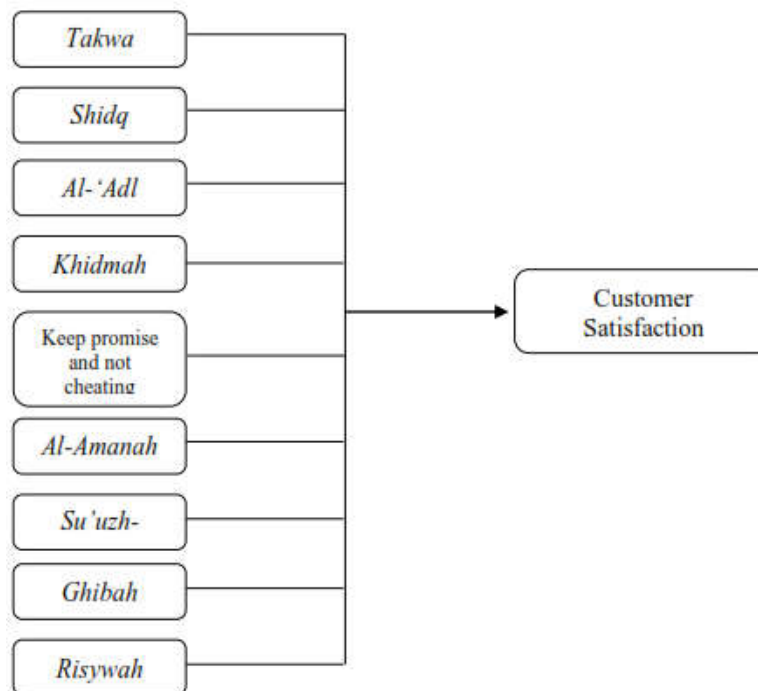 Takwa
Shidq
Al-‘Adl
Khidmah
Keep promise
and not
cheating
Al-Amanah
Su’uzh-
Ghibah
Risywah
Customer
Satisfaction